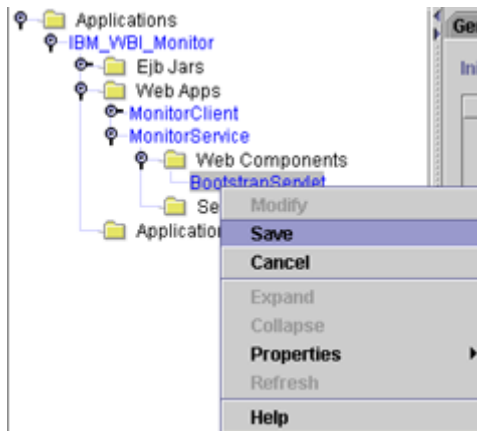 Applications
Ge
IBM_WBI_Monitor
Ejb Jars
Ini
Web Apps
MonitorClient
MonitorService
Web Components
BootstrapServlet
Se
Modify
Applicatio
Save
Cancel
Expand
Collapse
Properties
Refresh
Help